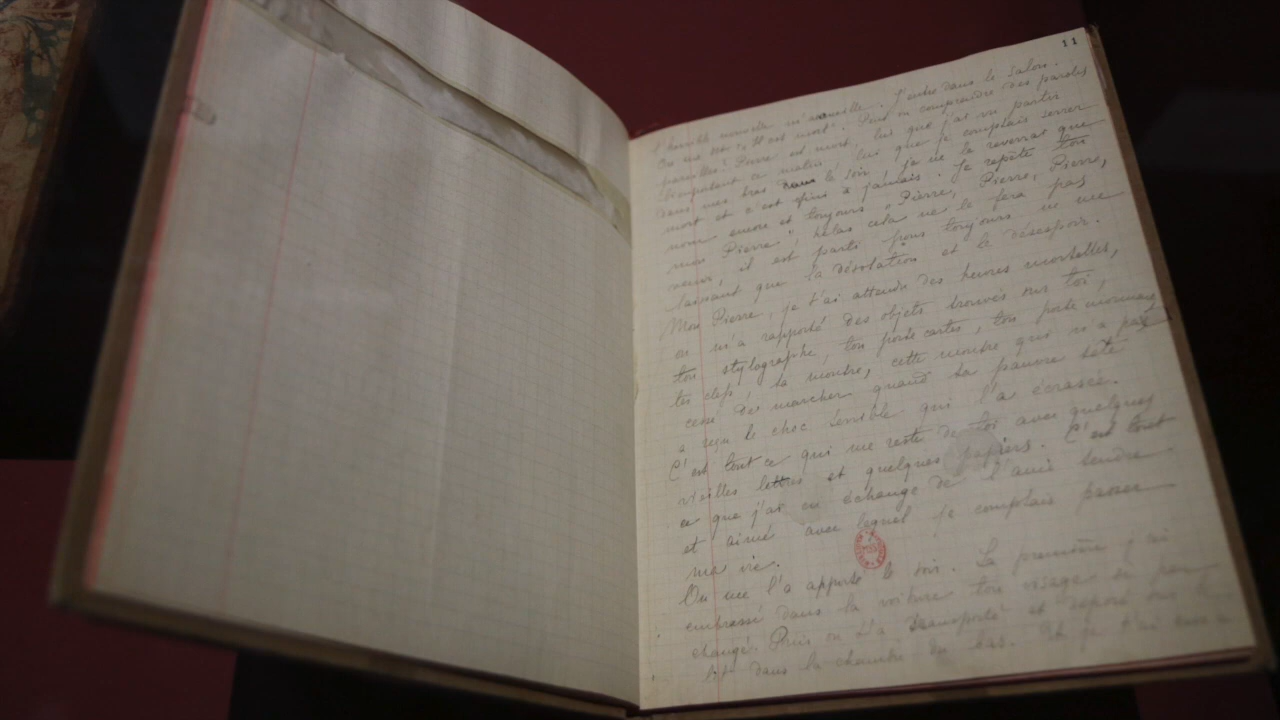 11
nouvelle m'accueille. J'entre dans le salon.
On me dit : "Il est mort". Peut-on comprendre des paroles
pareilles? Pierre est mort, lui que j'ai vu partir
bien portant ce matin, lui que je comptais serrer
dans mes bras le soir, je ne le reverrai que
mort et c'est fini à jamais. Je repète ton
nom encore et toujours "Pierre, Pierre, Pierre,
mon Pierre", hélas cela ne le fera pas
venir, il est parti pour toujours ne me
laissant que la désolation et le désespoir.
Mon Pierre, je t'ai attendu des heures mortelles,
on m'a rapporté des objets trouvés sur toi,
ton stylographe, ton porte cartes, ton porte monnaie,
tes clefs, ta montre, cette montre qui n'a pas
cessé de marcher quand ta pauvre tête
a reçu le choc terrible qui l'a écrasée.
C'est tout ce qui me reste de toi avec quelques
vieilles lettres et quelques papiers. C'est tout
ce que j'ai en échange de l'ami tendre
et aimé avec lequel je comptais passer
ma vie.
On me l'a apporté le soir. La première j'ai
embrassé dans la voiture ton visage si peu
changé. Puis on t'a transporté et déposé sur
lit dans la chambre du bas. Et je t'ai